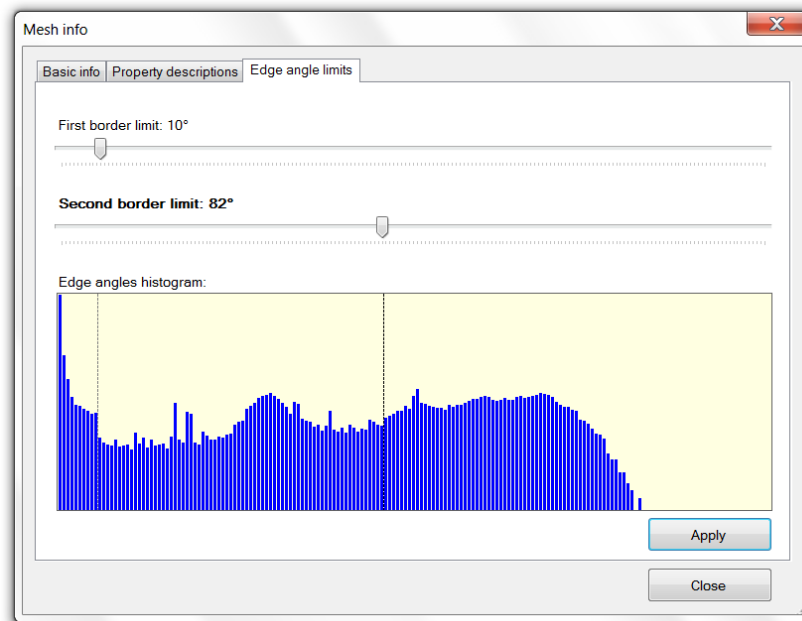 Mesh info
Basic info
Property descriptions
Edge angle limits
First border limit: 10°
Second border limit: 82°
Edge angles histogram:
Apply
Close